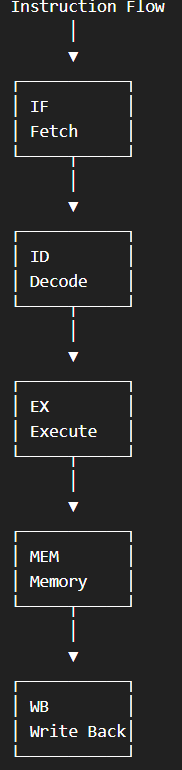 Instruction Flow
IF
Fetch
ID
Decode
EX
Execute
MEM
Memory
WB
Write Back